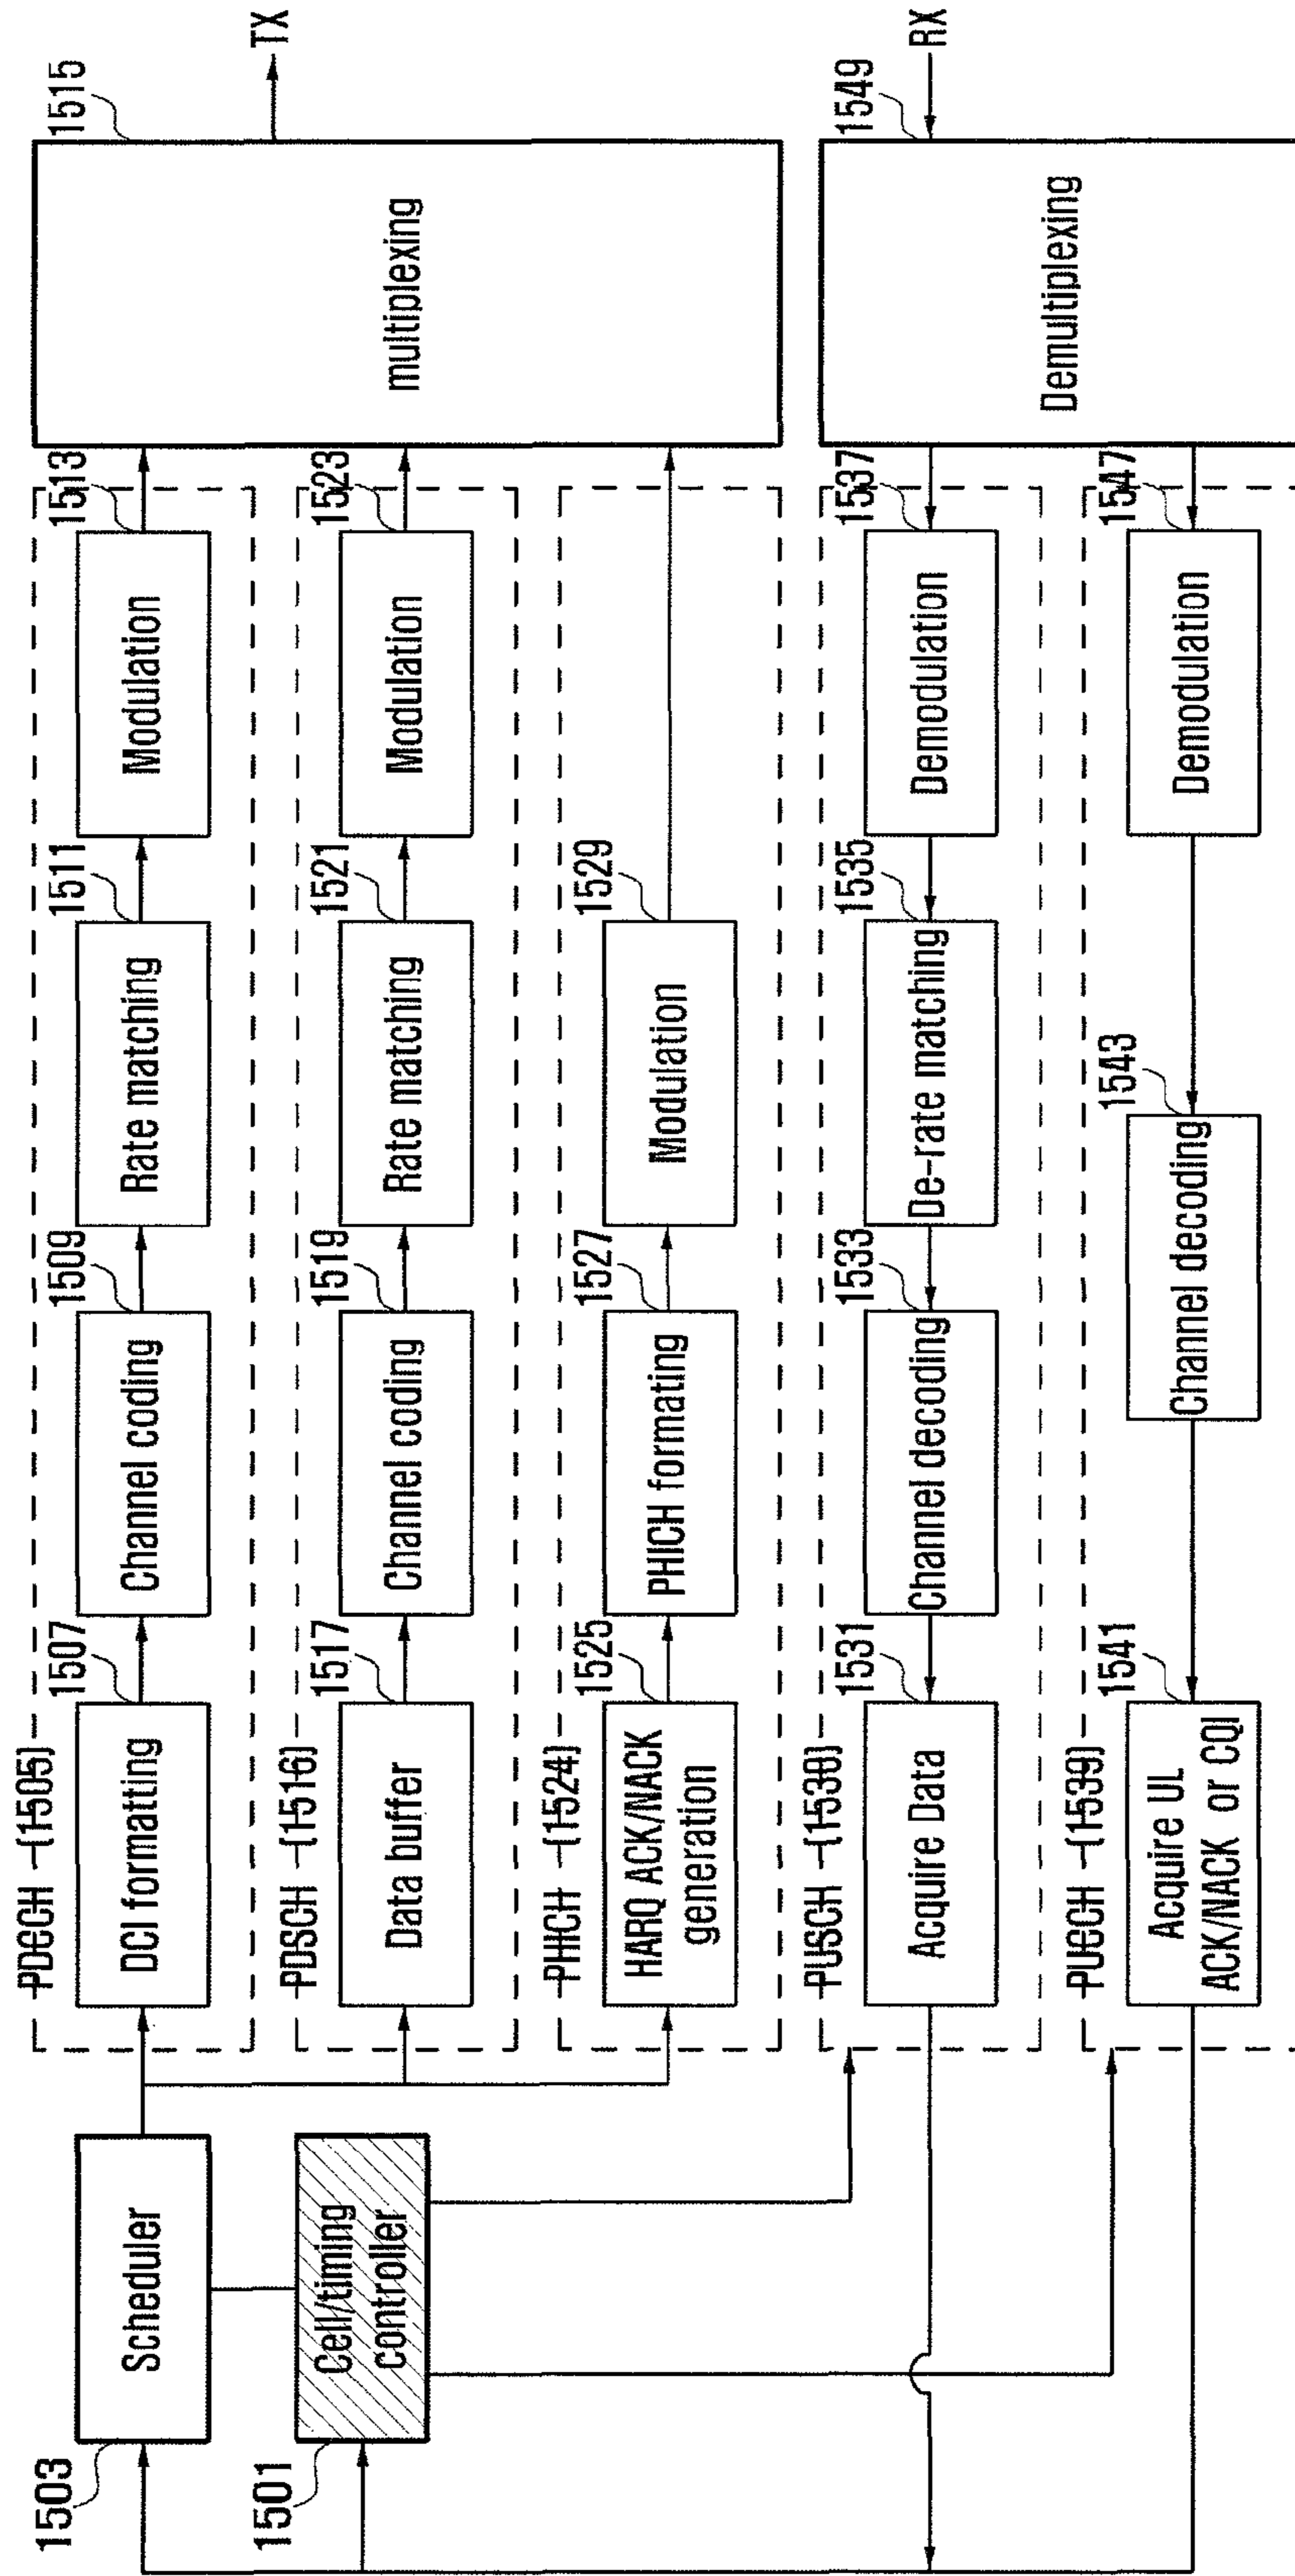 1503
Scheduler
1501
Cell/timing
controller
PDCCH (1505)
1507
DCI formatting
1509
Channel coding
1511
Rate matching
1513
Modulation
1515
multiplexing
TX
PDSCH (1516)
1517
Data buffer
1519
Channel coding
1521
Rate matching
1523
Modulation
PHICH (1524)
1525
HARQ ACK/NACK
generation
1527
PHICH formating
1529
Modulation
PUSCH (1530)
1531
Acquire Data
1533
Channel decoding
1535
De-rate matching
1537
Demodulation
1549
Demultiplexing
RX
PUCCH (1539)
1541
Acquire UL
ACK/NACK or CQI
1543
Channel decoding
1547
Demodulation